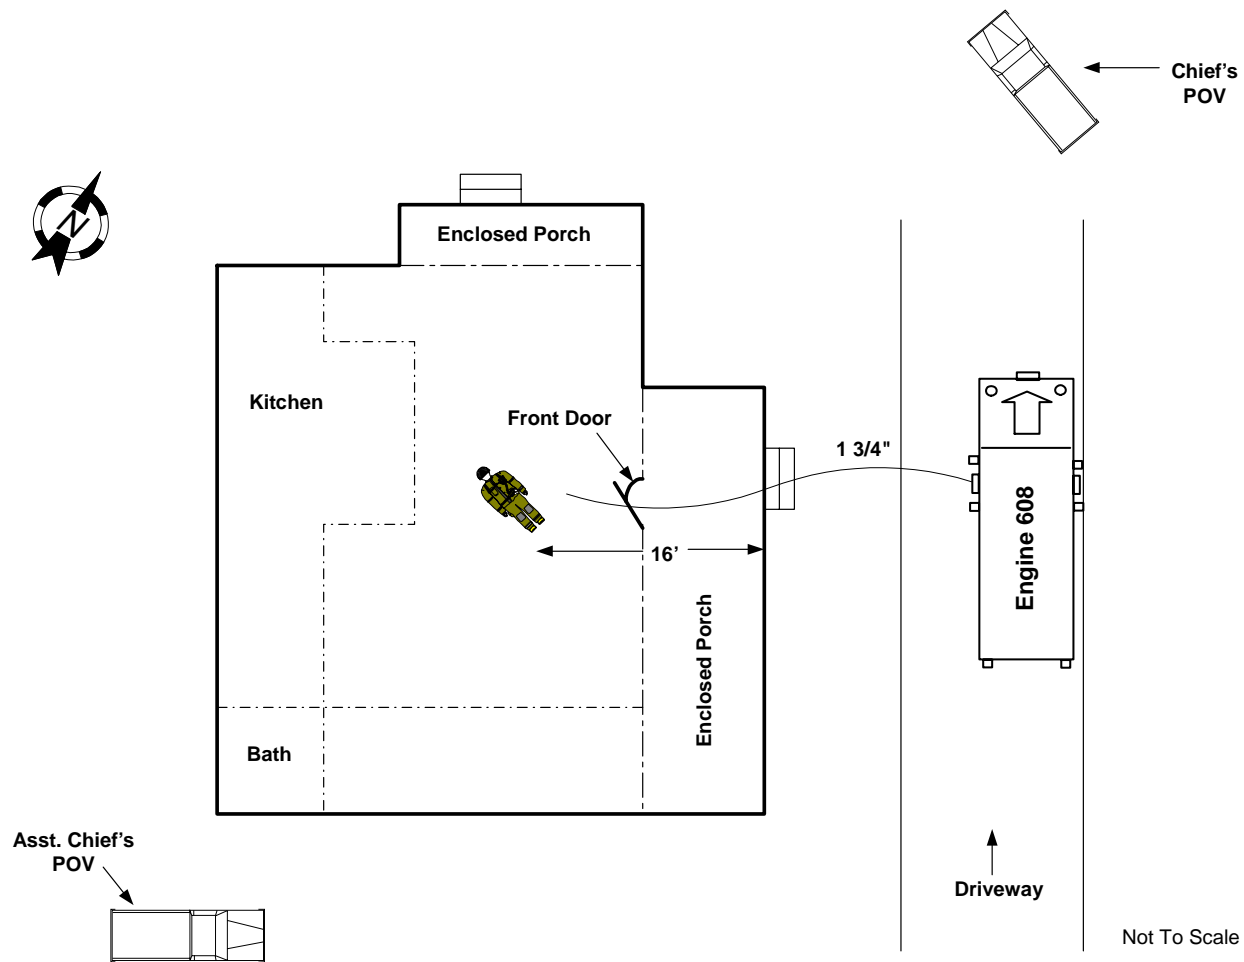 Chief’s
POV
N
Enclosed Porch
Kitchen
Front Door
1 3/4"
Engine 608
16’
Enclosed Porch
Bath
Asst. Chief’s
POV
Driveway
Not To Scale